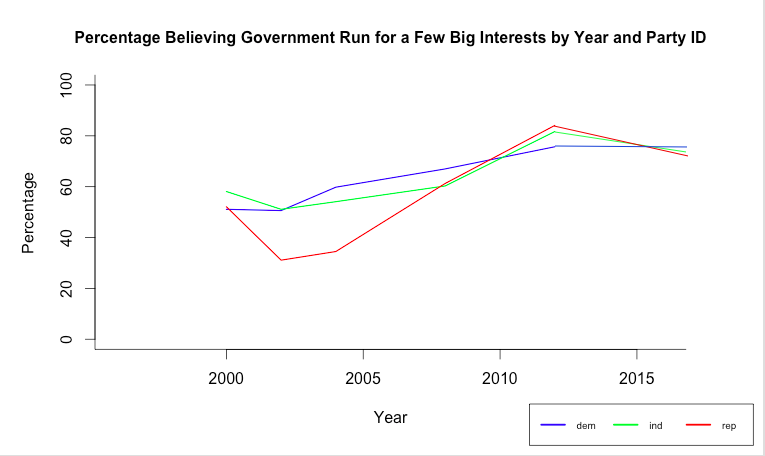 Percentage Believing Government Run for a Few Big Interests by Year and Party ID
100
80
60
40
20
0
Percentage
2000 2005 2010 2015
Year
dem ind rep